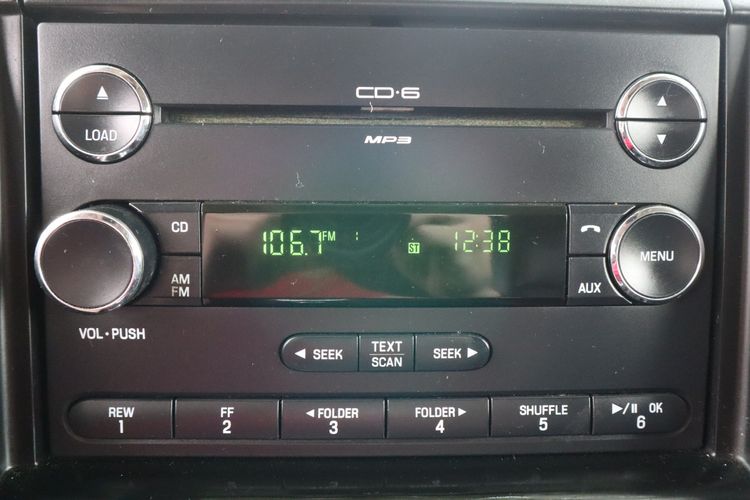 CD·6
LOAD
MP3
CD
106.7 FM ST 12:38
MENU
AM
FM
AUX
VOL • PUSH
◄ SEEK
TEXT
SCAN
SEEK ►
REW
1
FF
2
◄ FOLDER
3
FOLDER ►
4
SHUFFLE
5
►/II OK
6